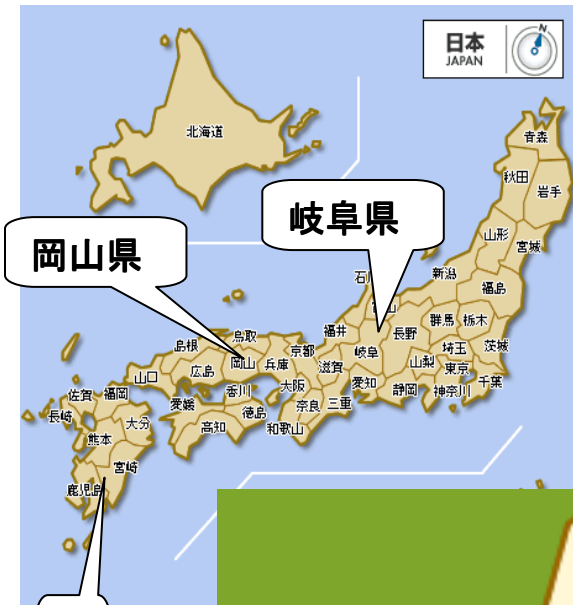 日本
JAPAN
N
北海道
青森
秋田
岩手
山形
宮城
岐阜県
岡山県
新潟
福島
石
山
群馬
栃木
福井
長野
鳥取
島根
京都
岐阜
埼玉
茨城
岡山
兵庫
滋賀
山梨
東京
広島
山口
大阪
愛知
静岡
神奈川
千葉
佐賀
福岡
香川
愛媛
徳島
奈良
三重
長崎
大分
高知
和歌山
熊本
宮崎
鹿児島